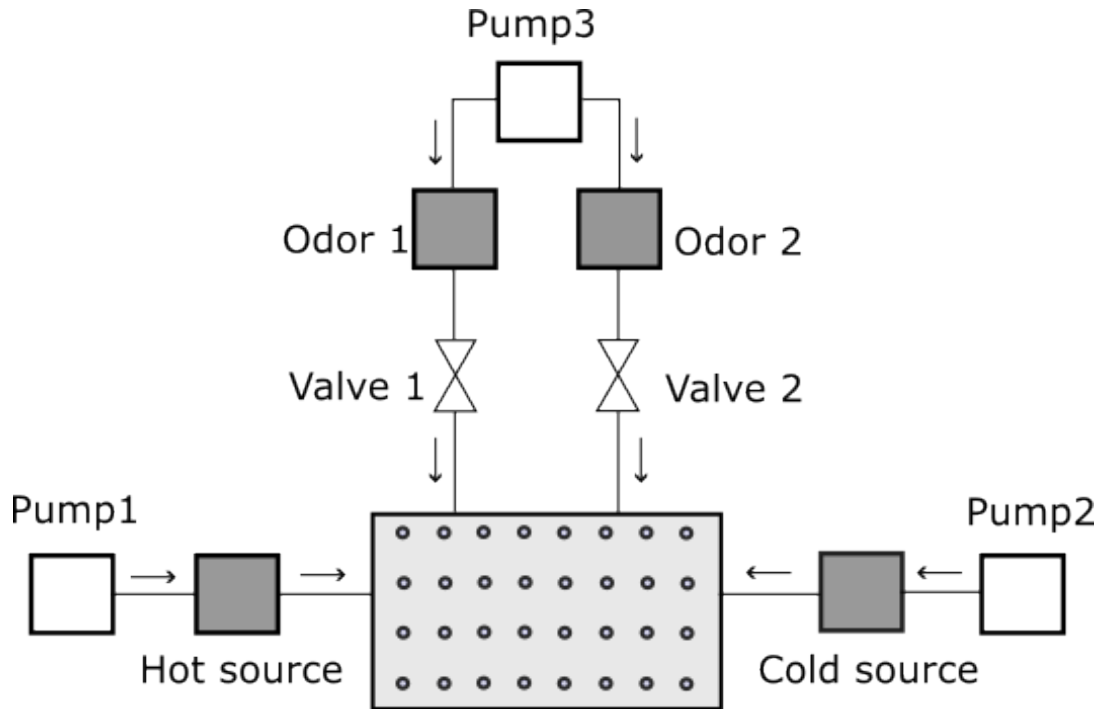 Pump3
Odor 1
Odor 2
Valve 1
Valve 2
Pump1
Pump2
Hot source
Cold source